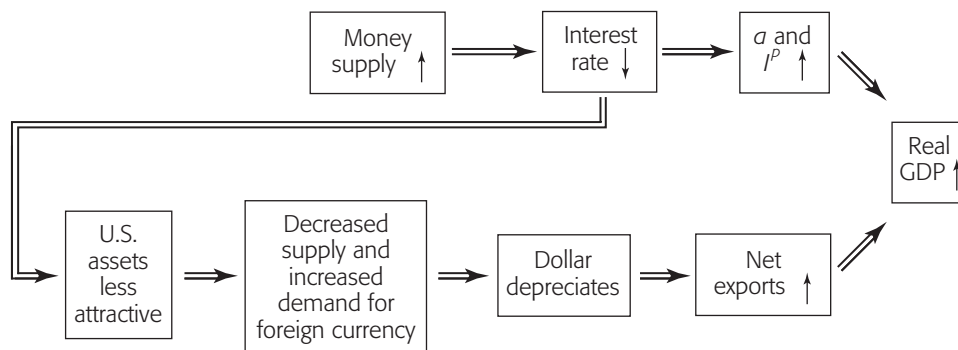 Money
supply ↑
Interest
rate ↓
a and
Iᴾ ↑
Real
GDP ↑
U.S.
assets
less
attractive
Decreased
supply and
increased
demand for
foreign currency
Dollar
depreciates
Net
exports ↑